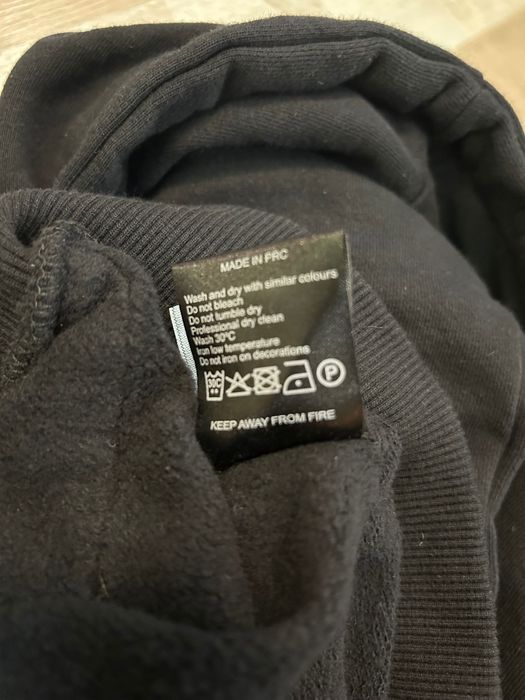 MADE IN PRC
Wash and dry with similar colours
Do not bleach
Do not tumble dry
Professional dry clean
Wash 30°C
Iron low temperature
Do not iron on decorations
30C P
KEEP AWAY FROM FIRE